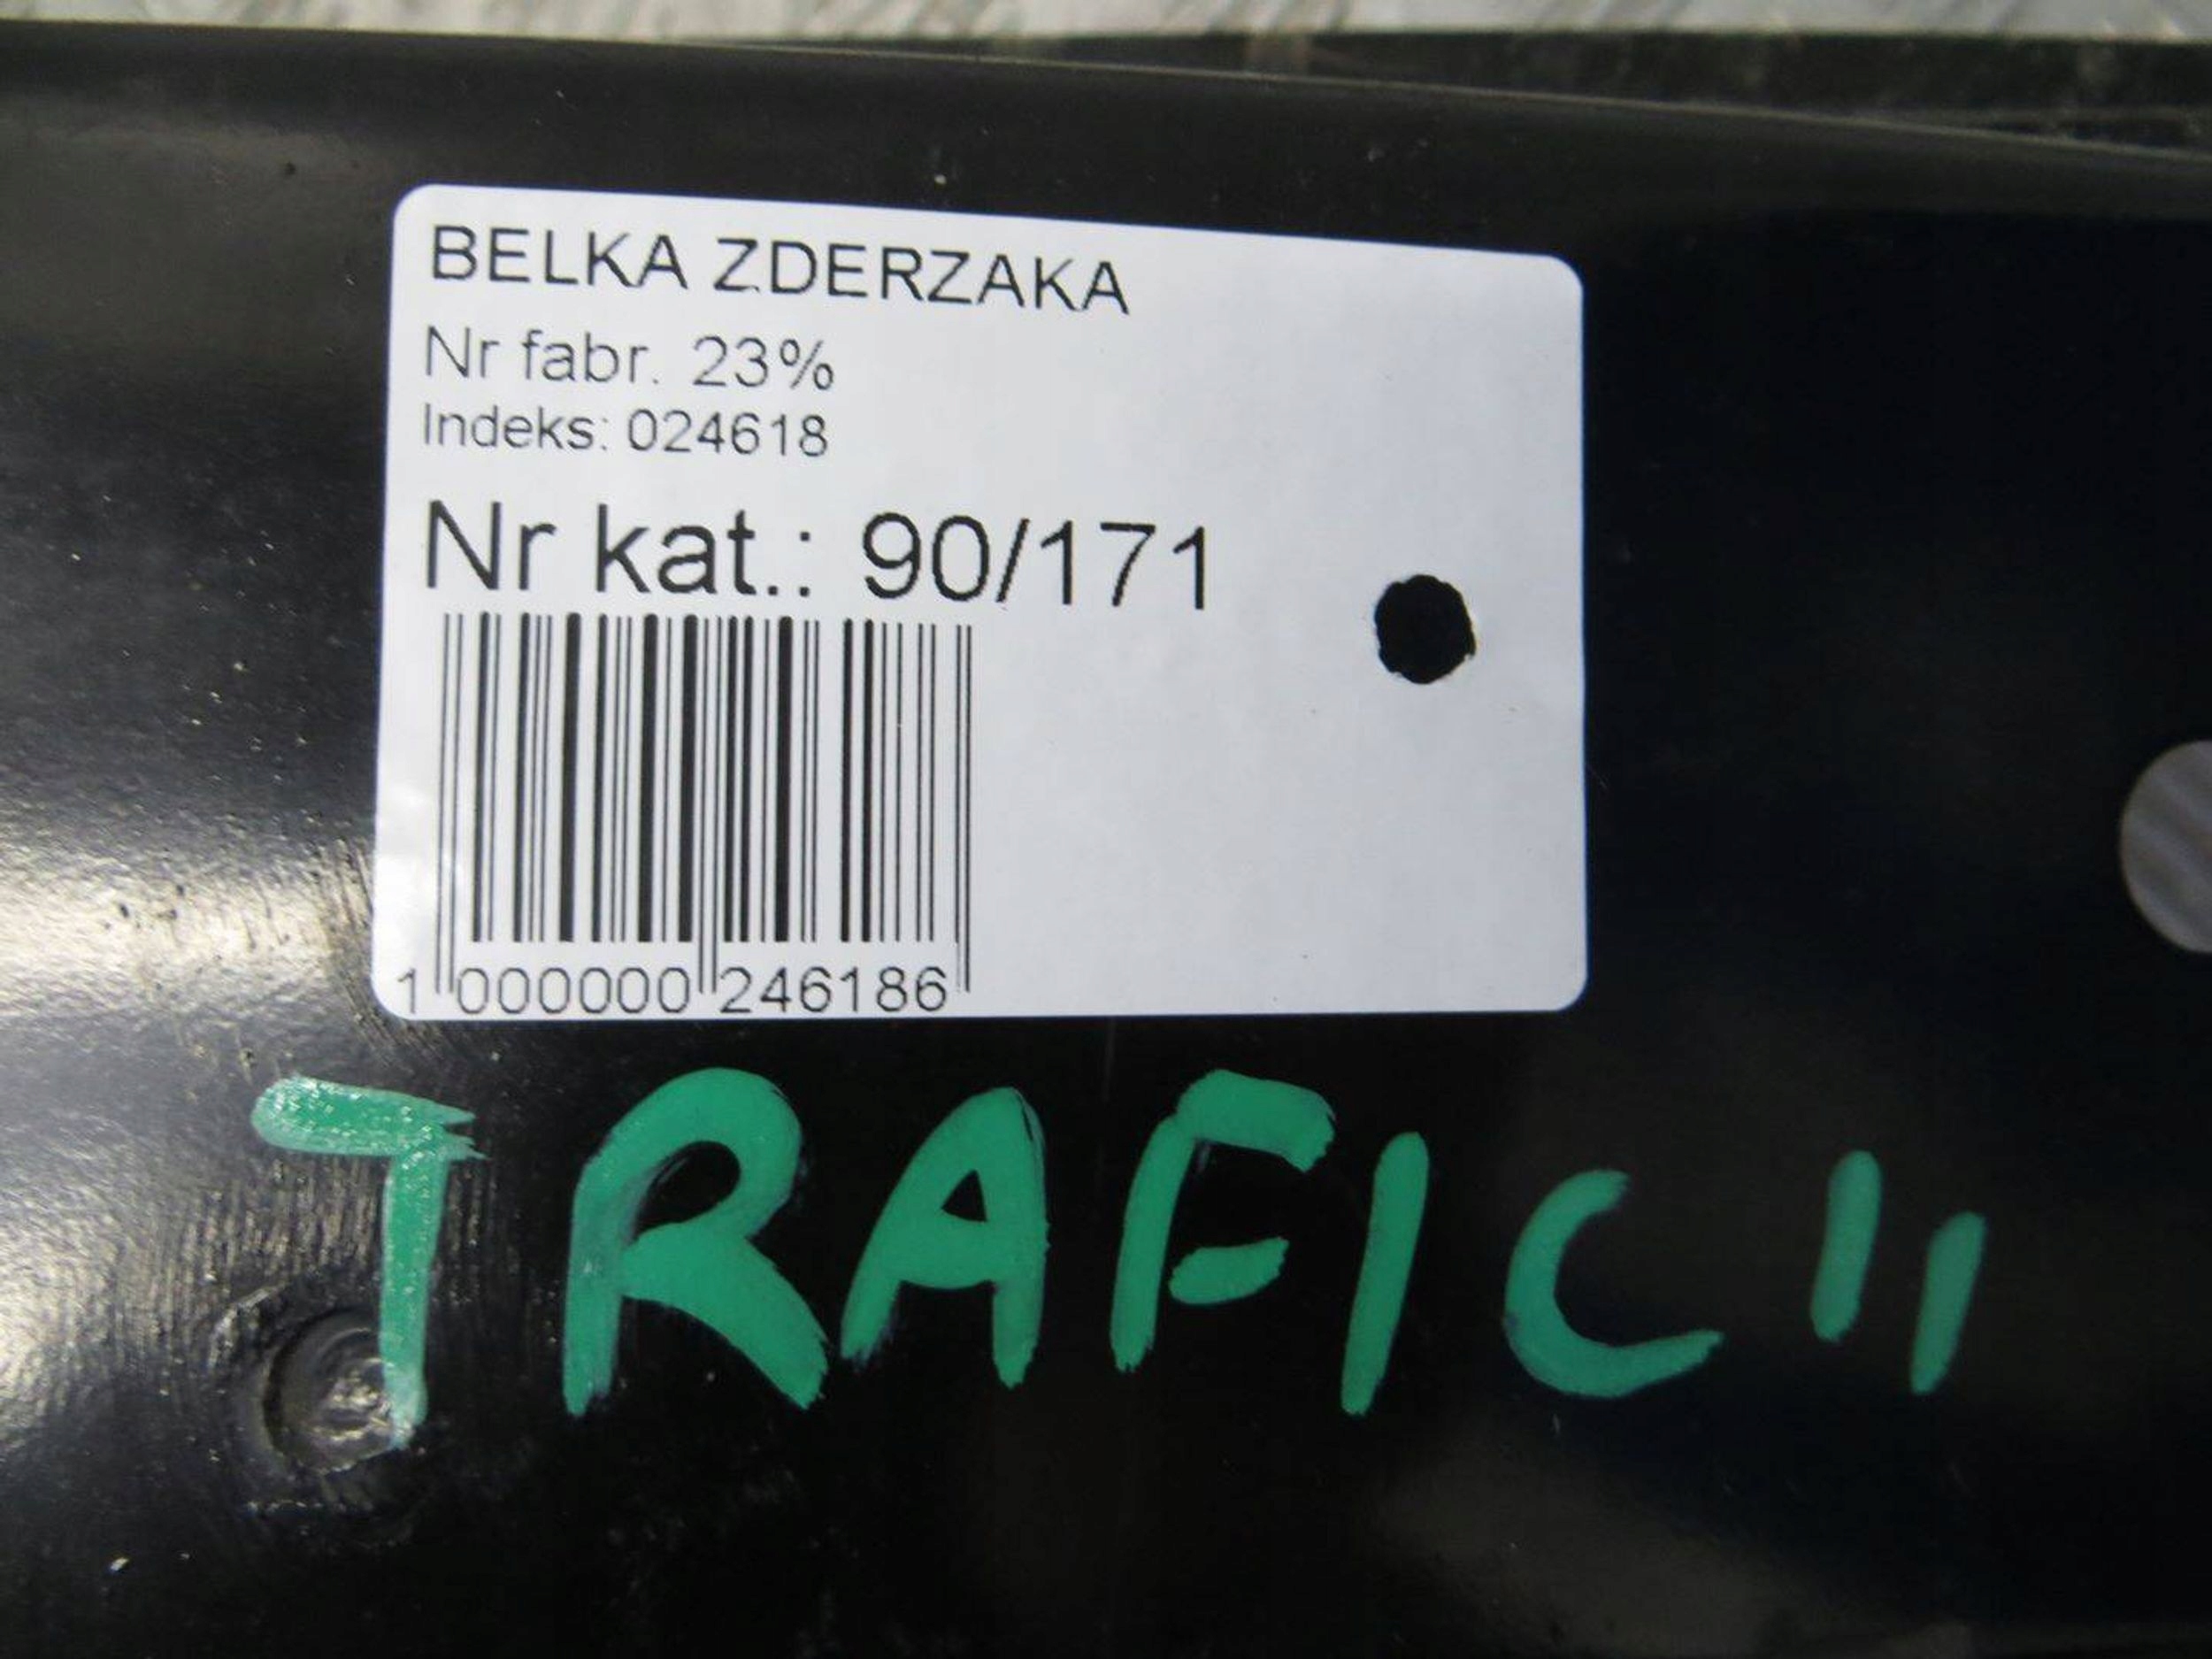 BELKA ZDERZAKA
Nr fabr. 23%
Indeks: 024618
Nr kat.: 90/171
1 000000 246186
TRAFIC II